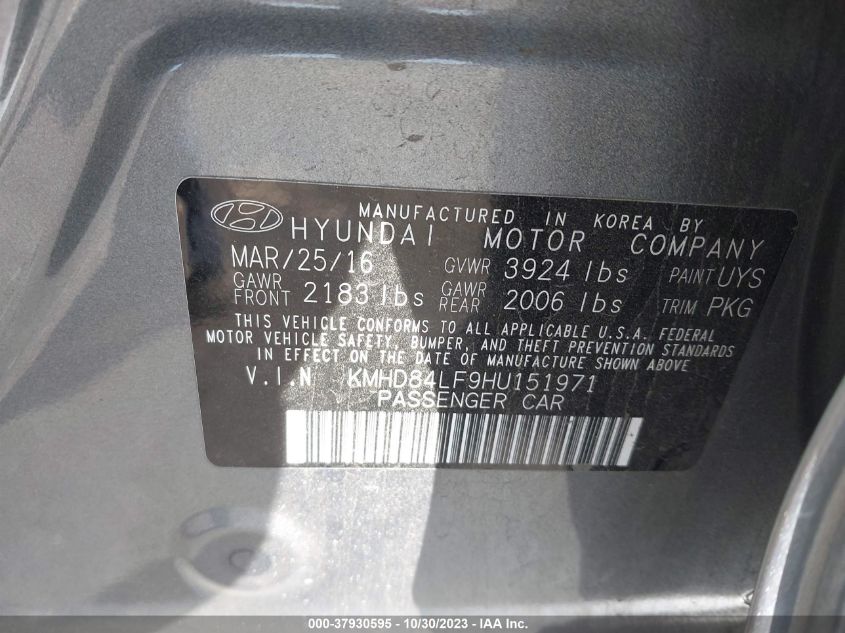 MANUFACTURED IN KOREA BY
HYUNDAI MOTOR COMPANY
MAR/25/16 GVWR 3924 lbs PAINT UYS
GAWR FRONT 2183 lbs GAWR REAR 2006 lbs TRIM PKG
THIS VEHICLE CONFORMS TO ALL APPLICABLE U.S.A. FEDERAL
MOTOR VEHICLE SAFETY, BUMPER, AND THEFT PREVENTION STANDARDS
IN EFFECT ON THE DATE OF MANUFACTURE SHOWN ABOVE
V.I.N KMHD84LF9HU151971
PASSENGER CAR
000-37930595 - 10/30/2023 - IAA Inc.